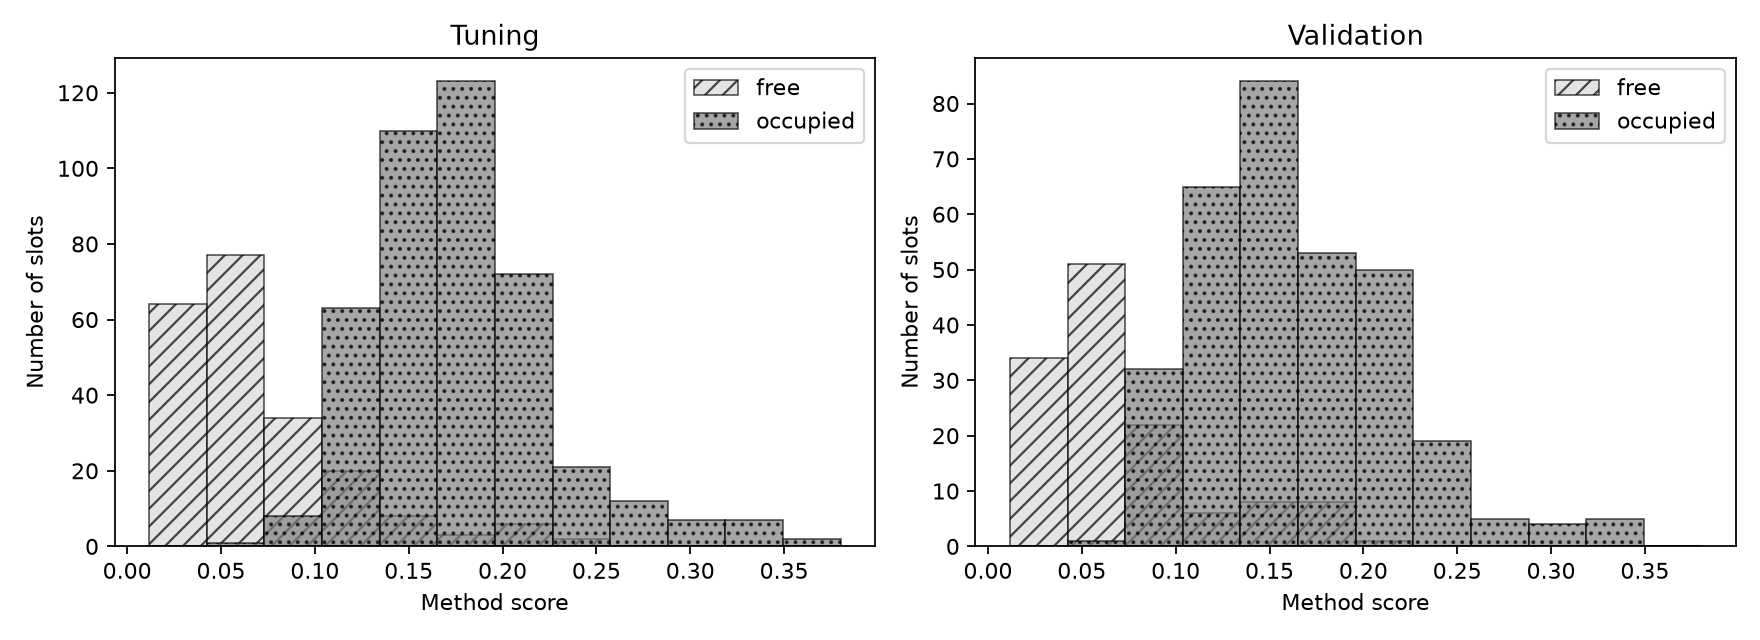 Tuning
Number of slots
120
100
80
60
40
20
0
free
occupied
0.00 0.05 0.10 0.15 0.20 0.25 0.30 0.35
Method score
Validation
Number of slots
80
70
60
50
40
30
20
10
0
free
occupied
0.00 0.05 0.10 0.15 0.20 0.25 0.30 0.35
Method score